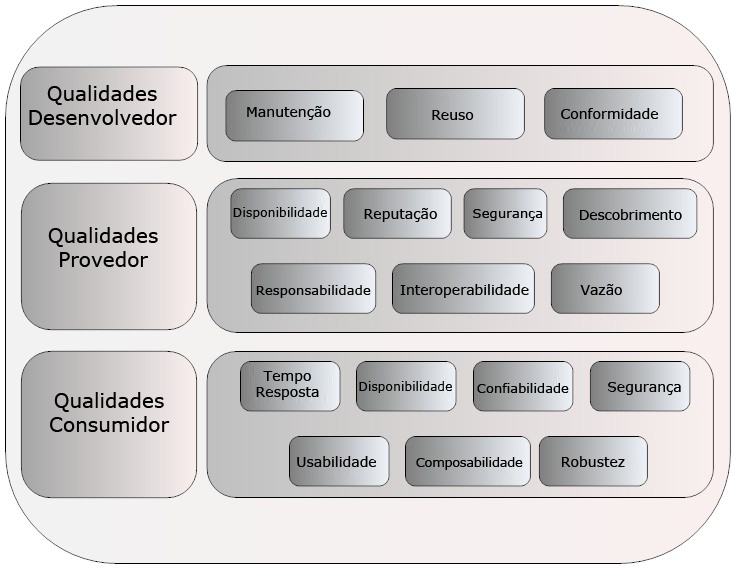 Qualidades
Desenvolvedor
Manutenção
Reuso
Conformidade
Qualidades
Provedor
Disponibilidade
Reputação
Segurança
Descobrimento
Responsabilidade
Interoperabilidade
Vazão
Qualidades
Consumidor
Tempo
Resposta
Disponibilidade
Confiabilidade
Segurança
Usabilidade
Composabilidade
Robustez